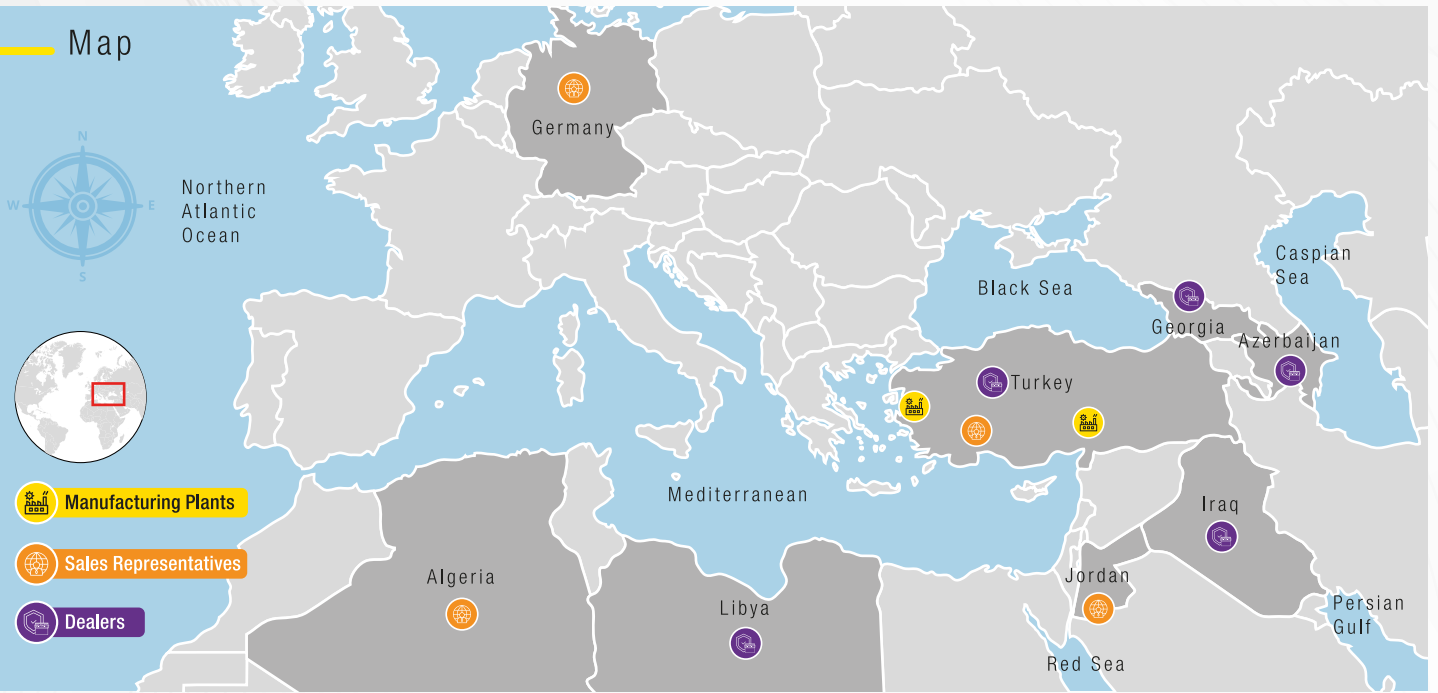 Map
N
W
E
S
Northern
Atlantic
Ocean
Germany
Black Sea
Caspian
Sea
Georgia
Azerbaijan
Turkey
Mediterranean
Manufacturing Plants
Sales Representatives
Dealers
Algeria
Libya
Iraq
Jordan
Persian
Gulf
Red Sea